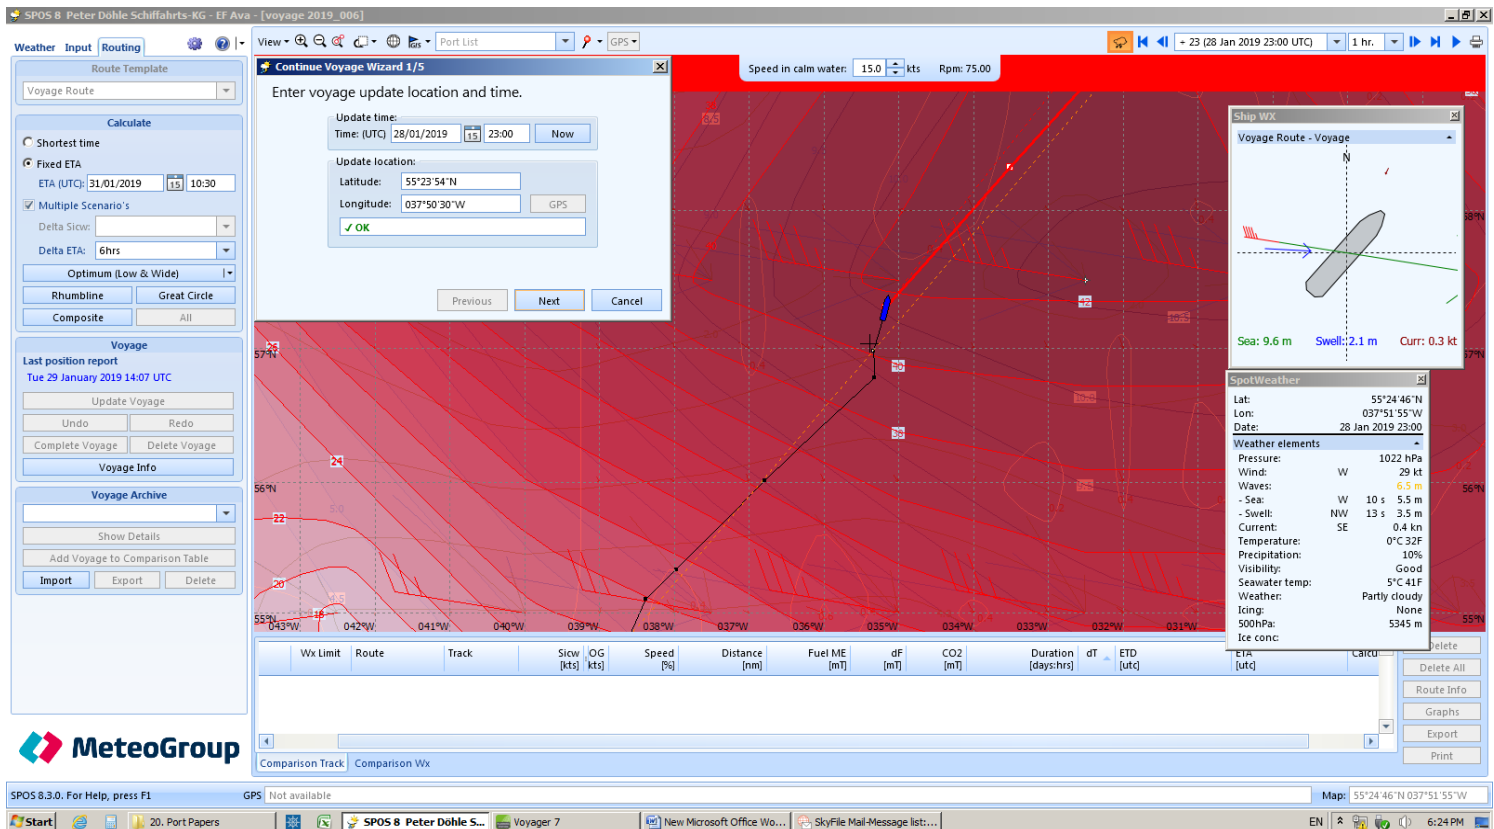 SPOS 8 Peter Döhle Schiffahrts-KG - EF Ava - [voyage 2019_006]
Weather Input Routing
View
Port List
GPS
+ 23 (28 Jan 2019 23:00 UTC)
1 hr.
Route Template
Voyage Route
Calculate
Shortest time
Fixed ETA
ETA (UTC): 31/01/2019 15 10:30
Multiple Scenario's
Delta Sicw:
Delta ETA: 6hrs
Optimum (Low & Wide)
Rhumbline Great Circle
Composite All
Voyage
Last position report
Tue 29 January 2019 14:07 UTC
Update Voyage
Undo Redo
Complete Voyage Delete Voyage
Voyage Info
Voyage Archive
Show Details
Add Voyage to Comparison Table
Import Export Delete
MeteoGroup
Continue Voyage Wizard 1/5
Enter voyage update location and time.
Update time:
Time: (UTC) 28/01/2019 15 23:00 Now
Update location:
Latitude: 55°23'54"N
Longitude: 037°50'30"W GPS
✓ OK
Previous Next Cancel
Speed in calm water: 15.0 kts Rpm: 75.00
Ship WX
Voyage Route - Voyage
N
Sea: 9.6 m Swell: 2.1 m Curr: 0.3 kt
SpotWeather
Lat: 55°24'46"N
Lon: 037°51'55"W
Date: 28 Jan 2019 23:00
Weather elements
Pressure: 1022 hPa
Wind: W 29 kt
Waves: 6.5 m
- Sea: W 10 s 5.5 m
- Swell: NW 13 s 3.5 m
Current: SE 0.4 kn
Temperature: 0°C 32F
Precipitation: 10%
Visibility: Good
Seawater temp: 5°C 41F
Weather: Partly cloudy
Icing: None
500hPa: 5345 m
Ice conc:
58°N
42
57°N
26
57°N
40
38
24
56°N
56°N
22
20
18
55°N
55°N
043°W 042°W 041°W 040°W 039°W 038°W 037°W 036°W 035°W 034°W 033°W 032°W 031°W
Wx Limit Route Track Sicw [kts] OG [kts] Speed [%] Distance [nm] Fuel ME [mT] dF [mT] CO2 [mT] Duration [days:hrs] dT ETD [utc] ETA [utc] Calcu
Delete
Delete All
Route Info
Graphs
Export
Print
Comparison Track Comparison Wx
SPOS 8.3.0. For Help, press F1
GPS Not available
Map: 55°24'46"N 037°51'55"W
Start
20. Port Papers
SPOS 8 Peter Döhle S...
Voyager 7
New Microsoft Office Wo...
SkyFile Mail-Message list:...
EN
6:24 PM